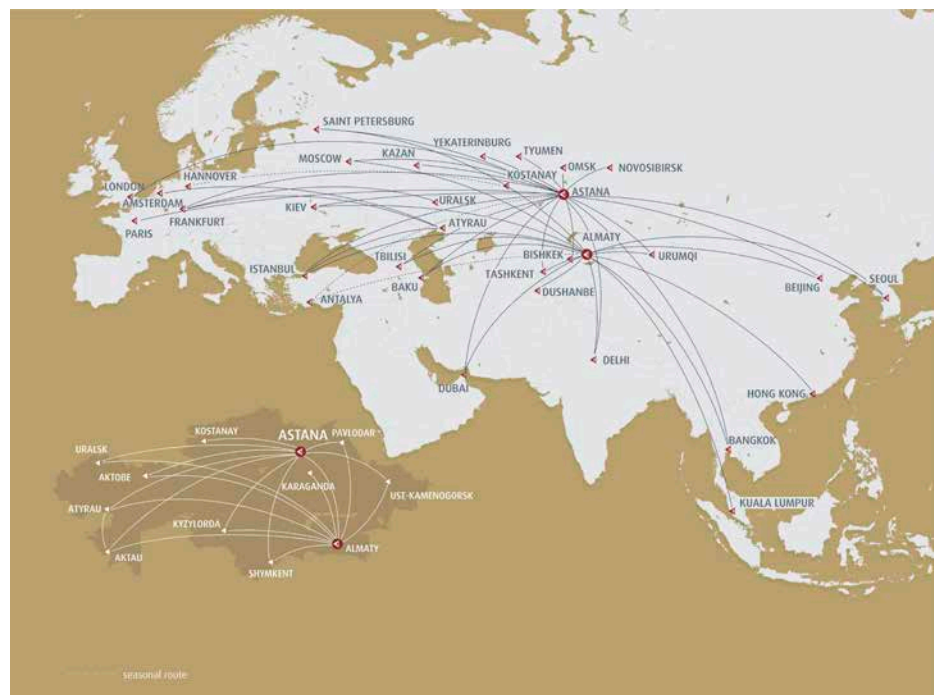 SAINT PETERSBURG
YEKATERINBURG
TYUMEN
MOSCOW
KAZAN
OMSK
NOVOSIBIRSK
HANNOVER
KOSTANAY
LONDON
ASTANA
AMSTERDAM
URALSK
FRANKFURT
KIEV
PARIS
ATYRAU
ALMATY
TBILISI
BISHKEK
URUMQI
ISTANBUL
TASHKENT
BEIJING
SEOUL
BAKU
ANTALYA
DUSHANBE
DELHI
DUBAI
HONG KONG
BANGKOK
KUALA LUMPUR
KOSTANAY
ASTANA
PAVLODAR
URALSK
AKTOBE
KARAGANDA
UST-KAMENOGORSK
ATYRAU
KYZYLORDA
ALMATY
AKTAU
SHYMKENT
seasonal route